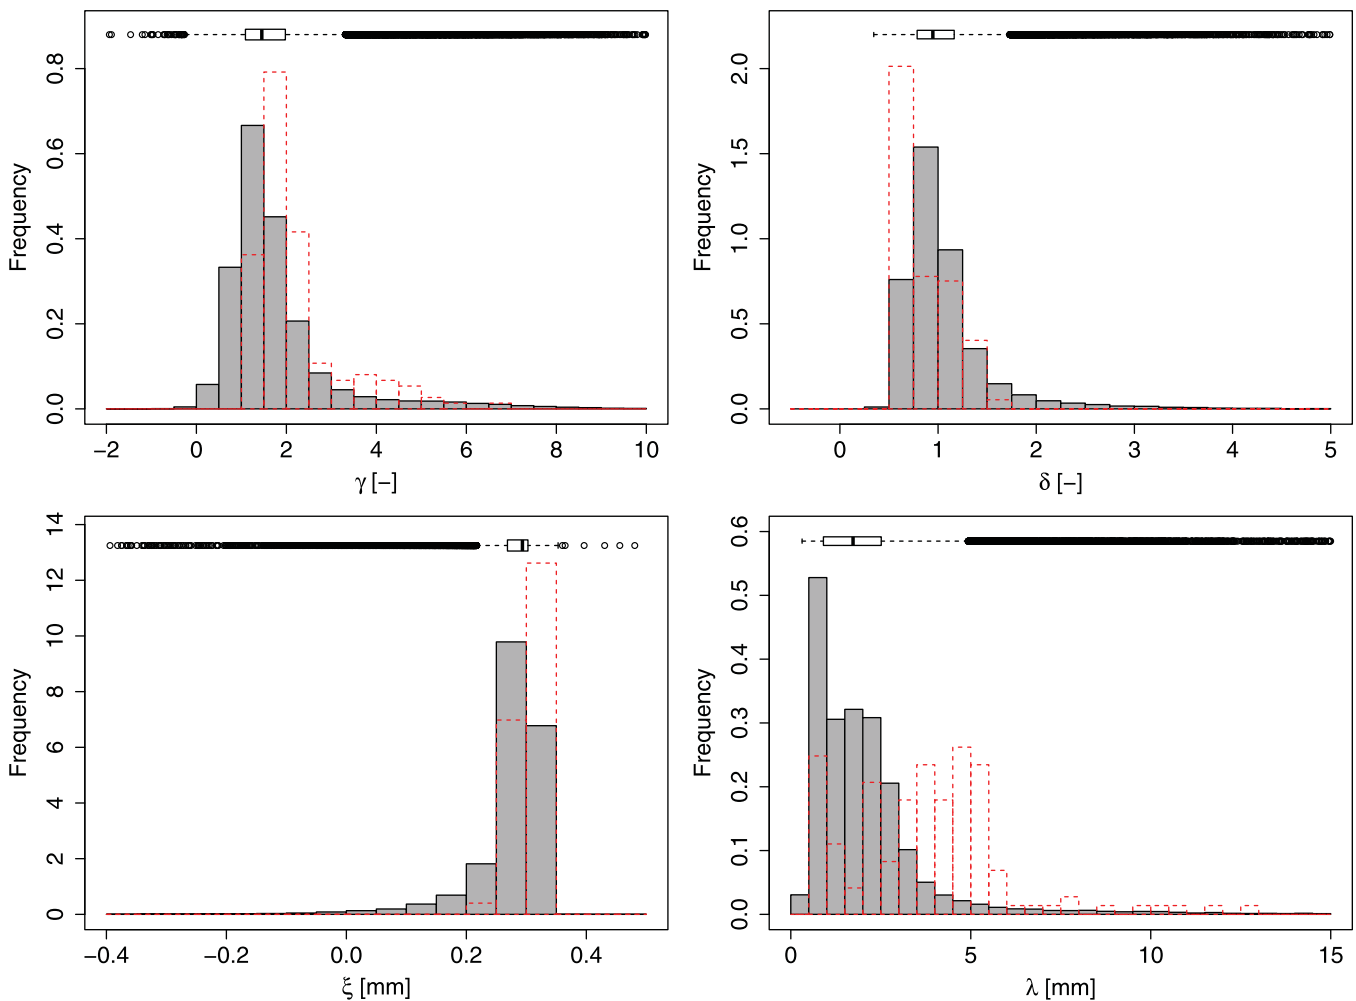 Frequency
0.0 0.2 0.4 0.6 0.8
−2 0 2 4 6 8 10
γ [−]
Frequency
0.0 0.5 1.0 1.5 2.0
0 1 2 3 4 5
δ [−]
Frequency
0 2 4 6 8 10 12 14
−0.4 −0.2 0.0 0.2 0.4
ξ [mm]
Frequency
0.0 0.1 0.2 0.3 0.4 0.5 0.6
0 5 10 15
λ [mm]